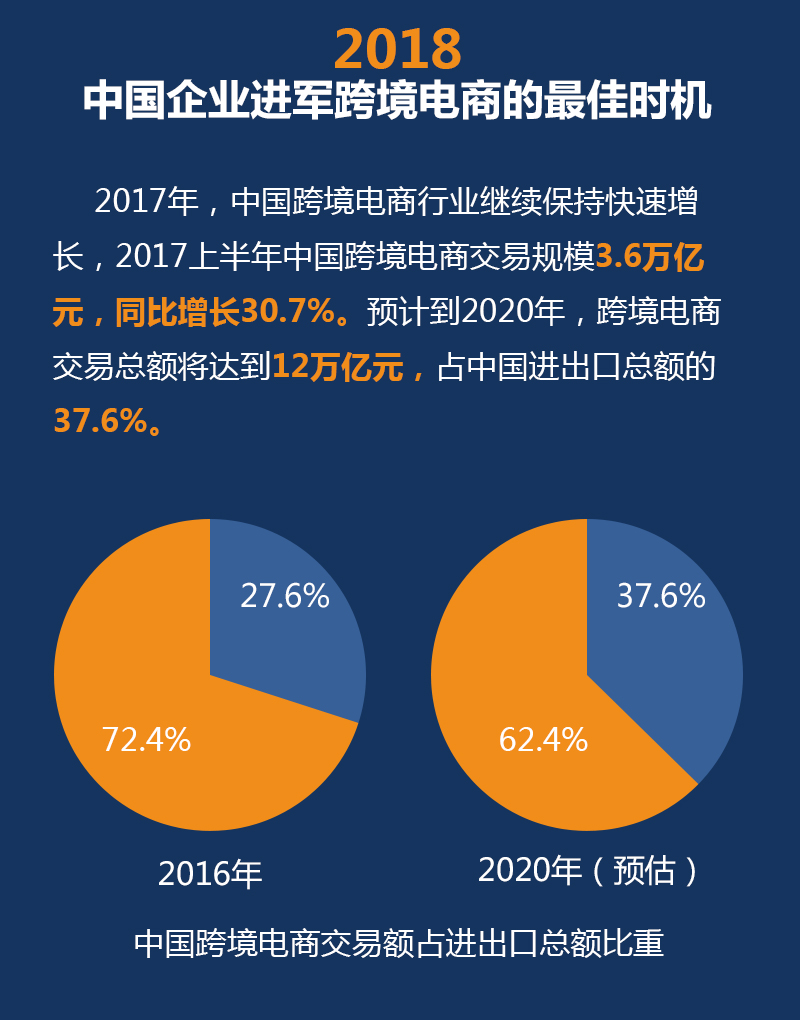 2018
中国企业进军跨境电商的最佳时机
2017年，中国跨境电商行业继续保持快速增
长，2017上半年中国跨境电商交易规模3.6万亿
元，同比增长30.7%。预计到2020年，跨境电商
交易总额将达到12万亿元，占中国进出口总额的
37.6%。
27.6%
72.4%
37.6%
62.4%
2016年
2020年（预估）
中国跨境电商交易额占进出口总额比重